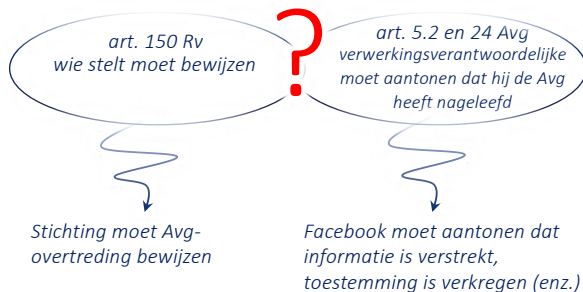 art. 150 Rv
wie stelt moet bewijzen
?
art. 5.2 en 24 Avg
verwerkingsverantwoordelijke
moet aantonen dat hij de Avg
heeft nageleefd
Stichting moet Avg-
overtreding bewijzen
Facebook moet aantonen dat
informatie is verstrekt,
toestemming is verkregen (enz.)